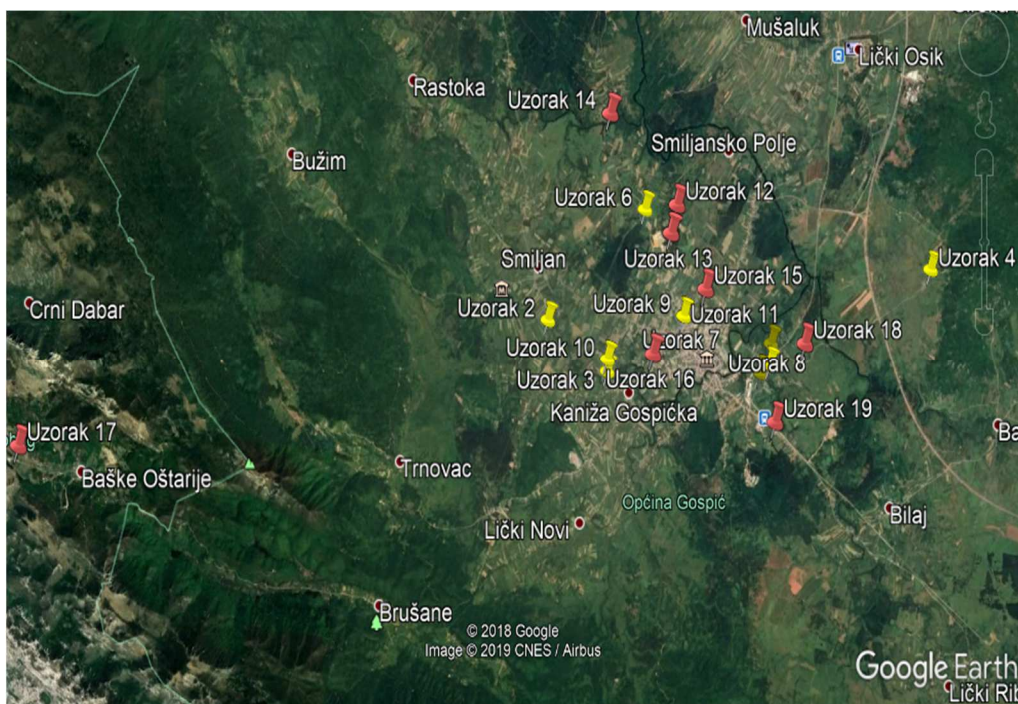 Mušaluk
Lički Osik
Rastoka
Uzorak 14
Smiljansko Polje
Bužim
Uzorak 6
Uzorak 12
Smiljan
Uzorak 13
Uzorak 4
Uzorak 15
Crni Dabar
Uzorak 2
Uzorak 9
Uzorak 11
Uzorak 18
Uzorak 10
Uzorak 7
Uzorak 8
Uzorak 3
Uzorak 16
Kaniža Gospićka
Uzorak 19
Uzorak 17
Ba
Baške Oštarije
Trnovac
Općina Gospić
Bilaj
Lički Novi
Brušane
© 2018 Google
Image © 2019 CNES / Airbus
Google Earth
Lički Rib